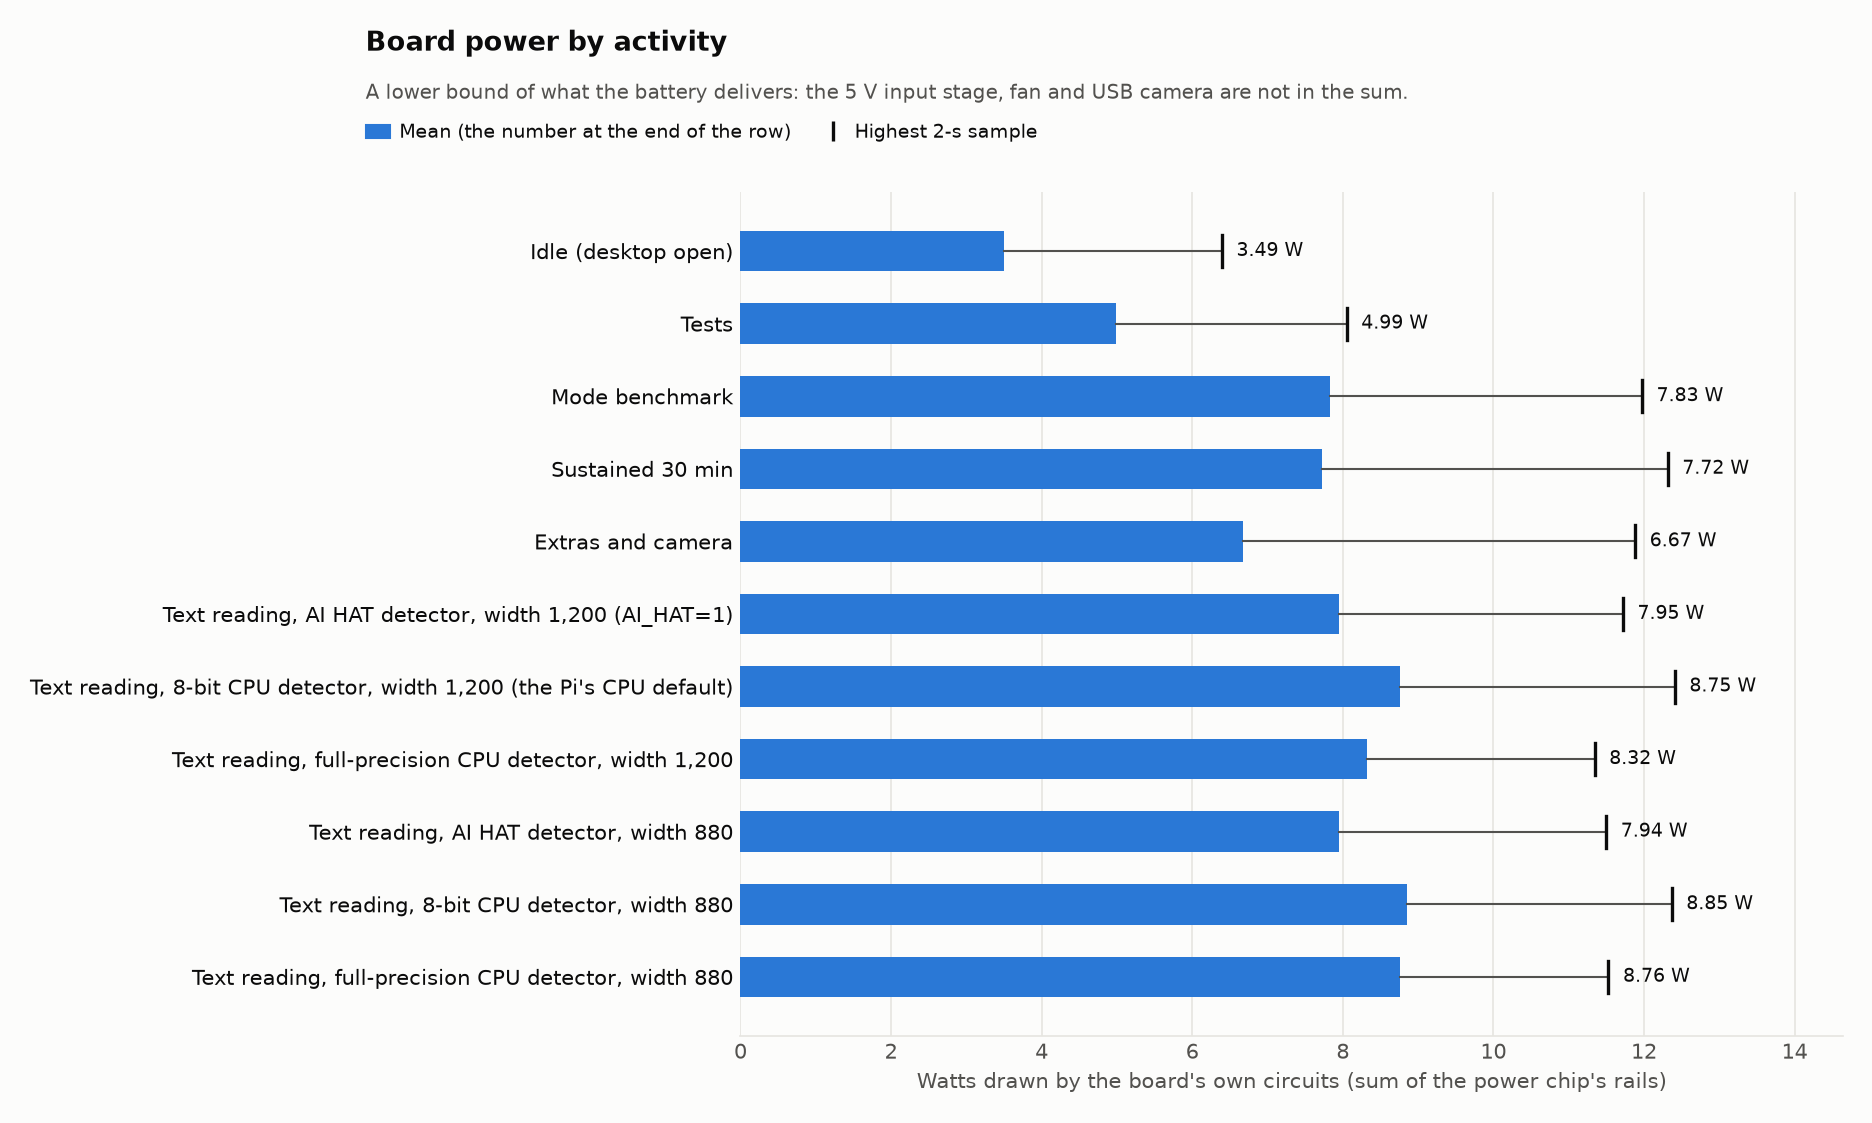 Board power by activity
A lower bound of what the battery delivers: the 5 V input stage, fan and USB camera are not in the sum.
Mean (the number at the end of the row) Highest 2-s sample
Idle (desktop open) 3.49 W
Tests 4.99 W
Mode benchmark 7.83 W
Sustained 30 min 7.72 W
Extras and camera 6.67 W
Text reading, AI HAT detector, width 1,200 (AI_HAT=1) 7.95 W
Text reading, 8-bit CPU detector, width 1,200 (the Pi's CPU default) 8.75 W
Text reading, full-precision CPU detector, width 1,200 8.32 W
Text reading, AI HAT detector, width 880 7.94 W
Text reading, 8-bit CPU detector, width 880 8.85 W
Text reading, full-precision CPU detector, width 880 8.76 W
0 2 4 6 8 10 12 14
Watts drawn by the board's own circuits (sum of the power chip's rails)